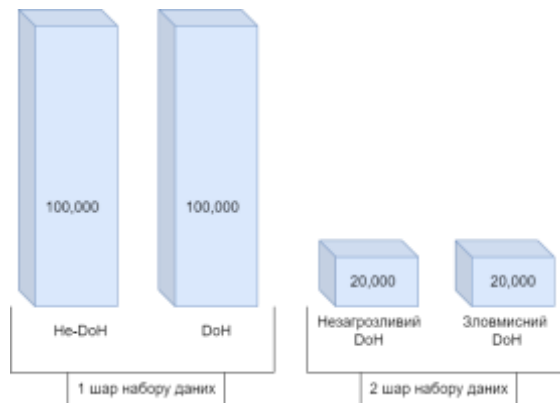 100,000
100,000
20,000
20,000
Не-DoH
DoH
Незагрозливий
DoH
Зловмисний
DoH
1 шар набору даних
2 шар набору даних